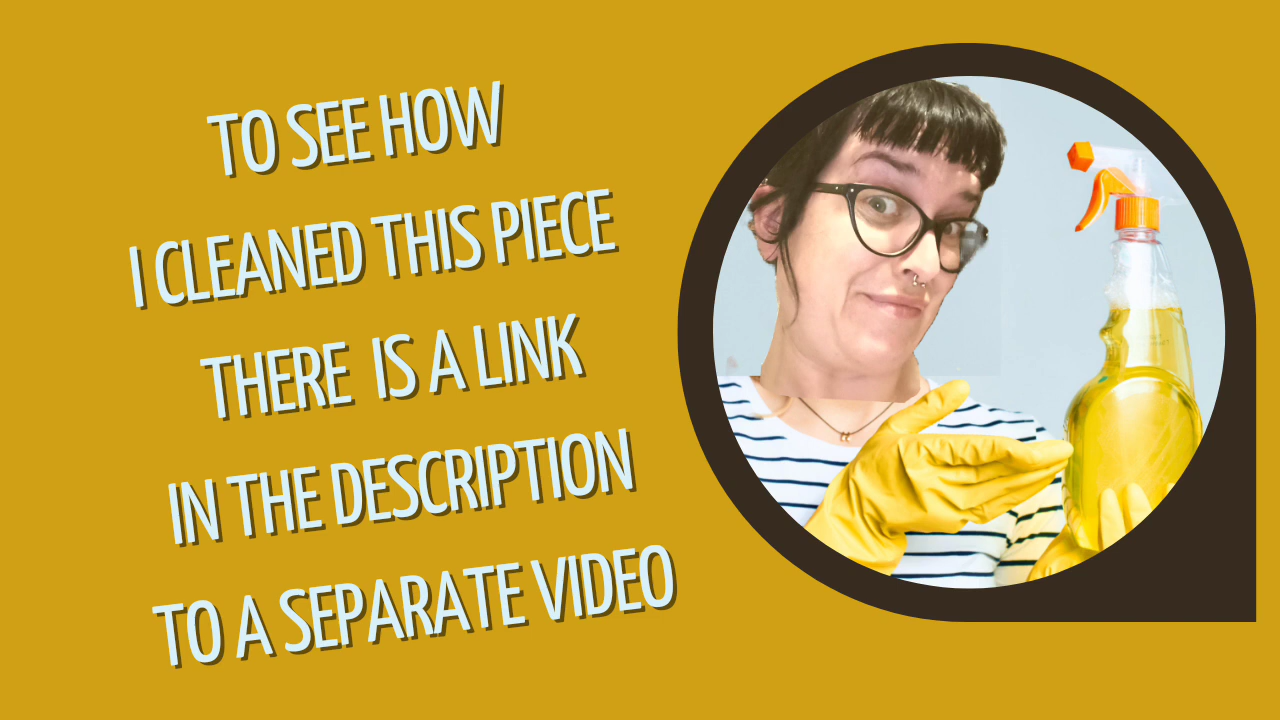 TO SEE HOW
I CLEANED THIS PIECE
THERE IS A LINK
IN THE DESCRIPTION
TO A SEPARATE VIDEO